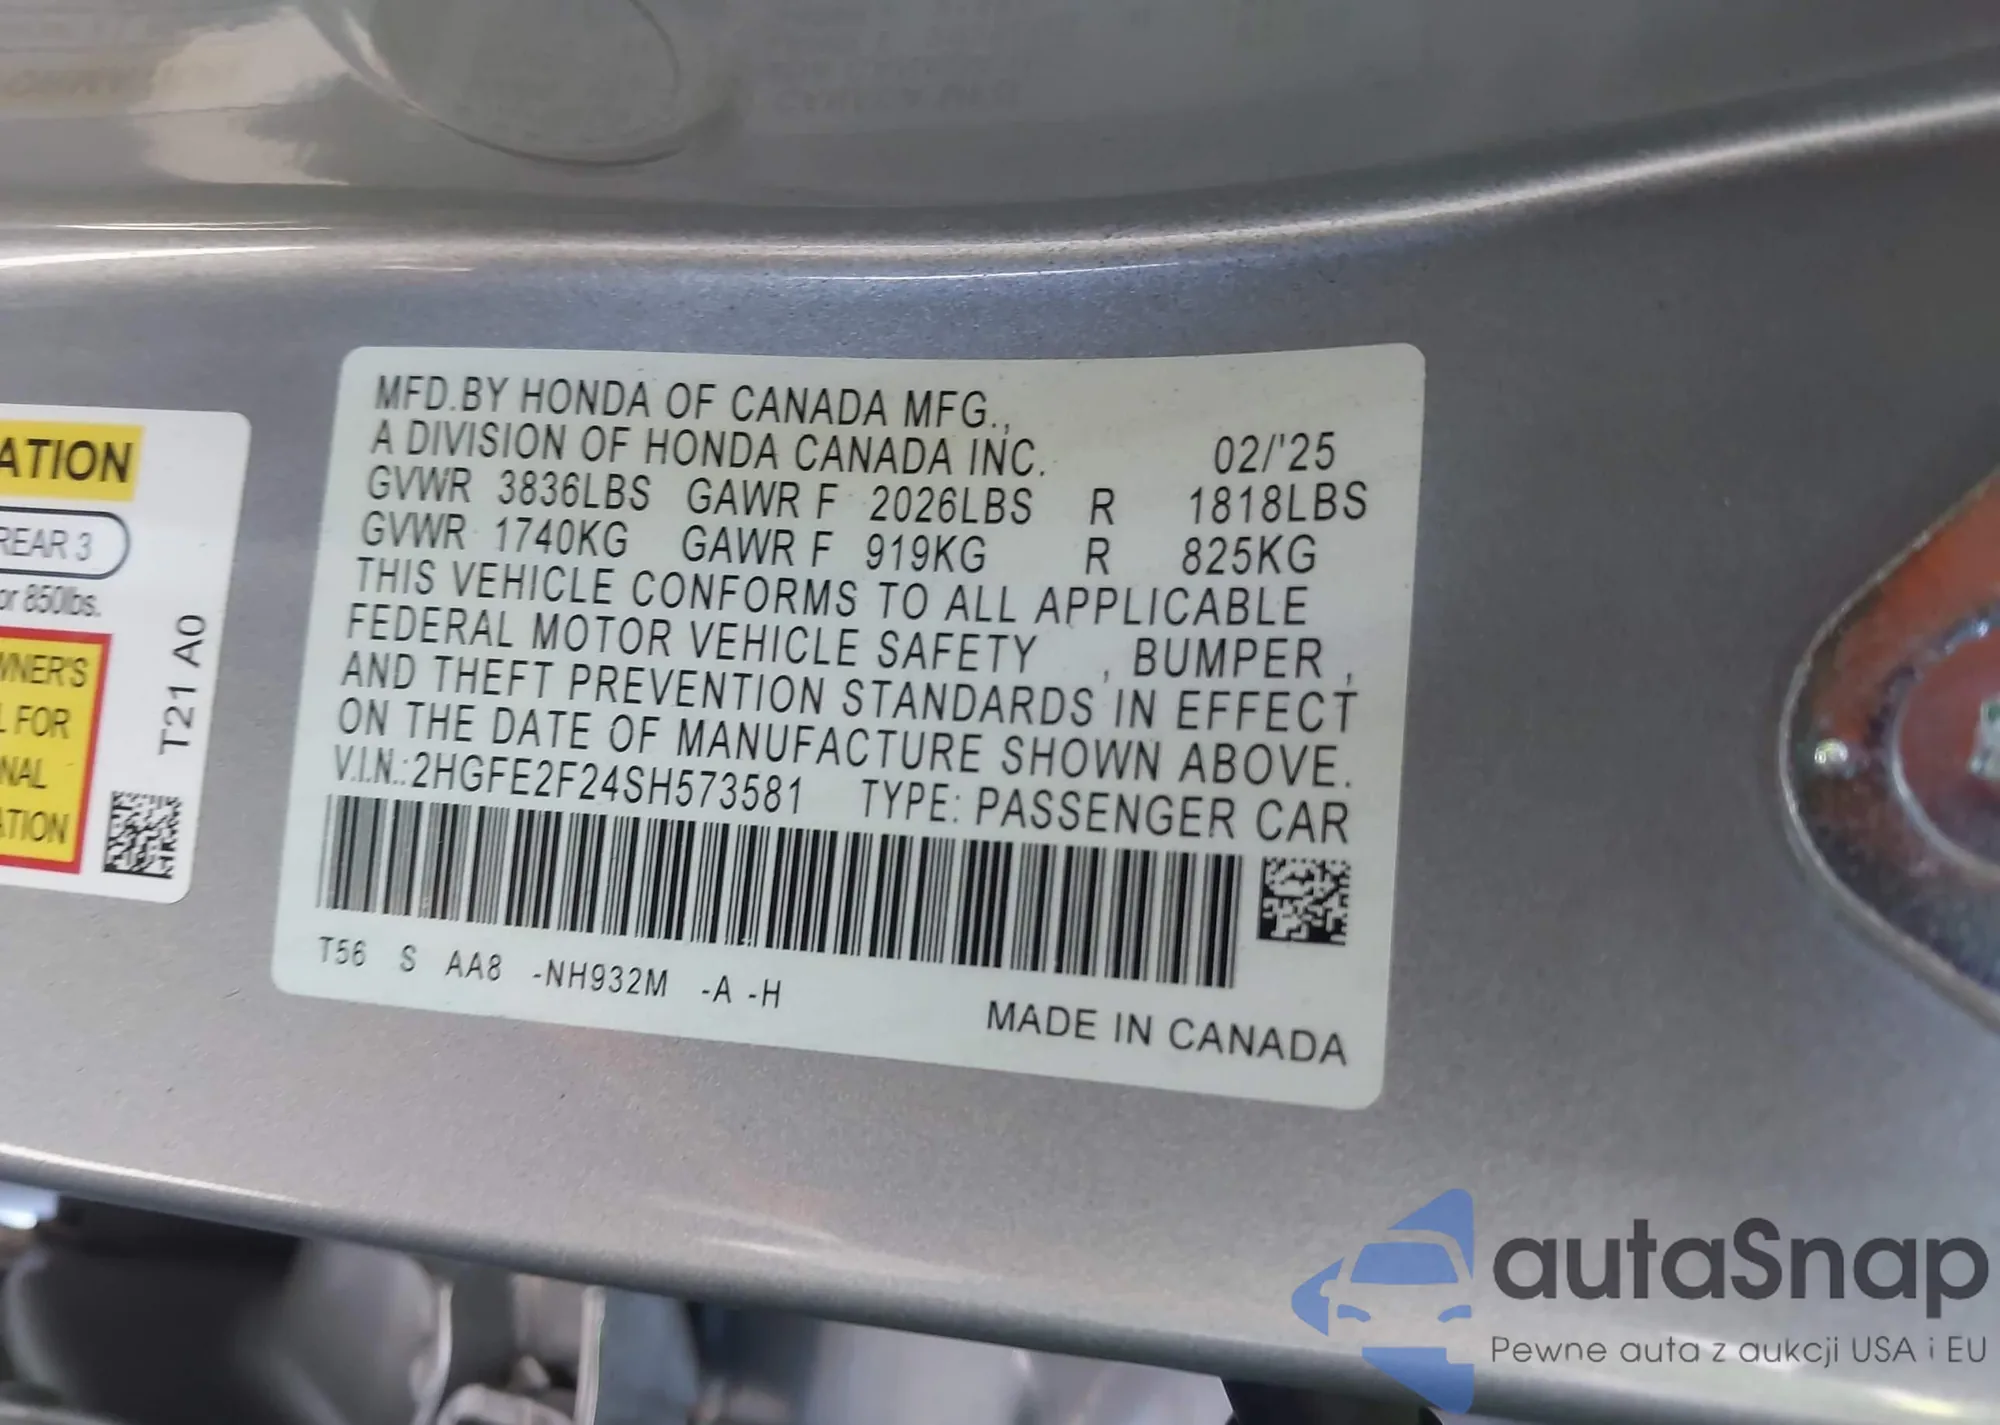 ATION
REAR 3
or 850lbs.
WNER'S
L FOR
NAL
ATION
T21 A0
MFD.BY HONDA OF CANADA MFG.,
A DIVISION OF HONDA CANADA INC. 02/'25
GVWR 3836LBS GAWR F 2026LBS R 1818LBS
GVWR 1740KG GAWR F 919KG R 825KG
THIS VEHICLE CONFORMS TO ALL APPLICABLE
FEDERAL MOTOR VEHICLE SAFETY , BUMPER ,
AND THEFT PREVENTION STANDARDS IN EFFECT
ON THE DATE OF MANUFACTURE SHOWN ABOVE.
V.I.N.:2HGFE2F24SH573581 TYPE: PASSENGER CAR
T56 S AA8 -NH932M -A -H
MADE IN CANADA
autaSnap
Pewne auta z aukcji USA i EU